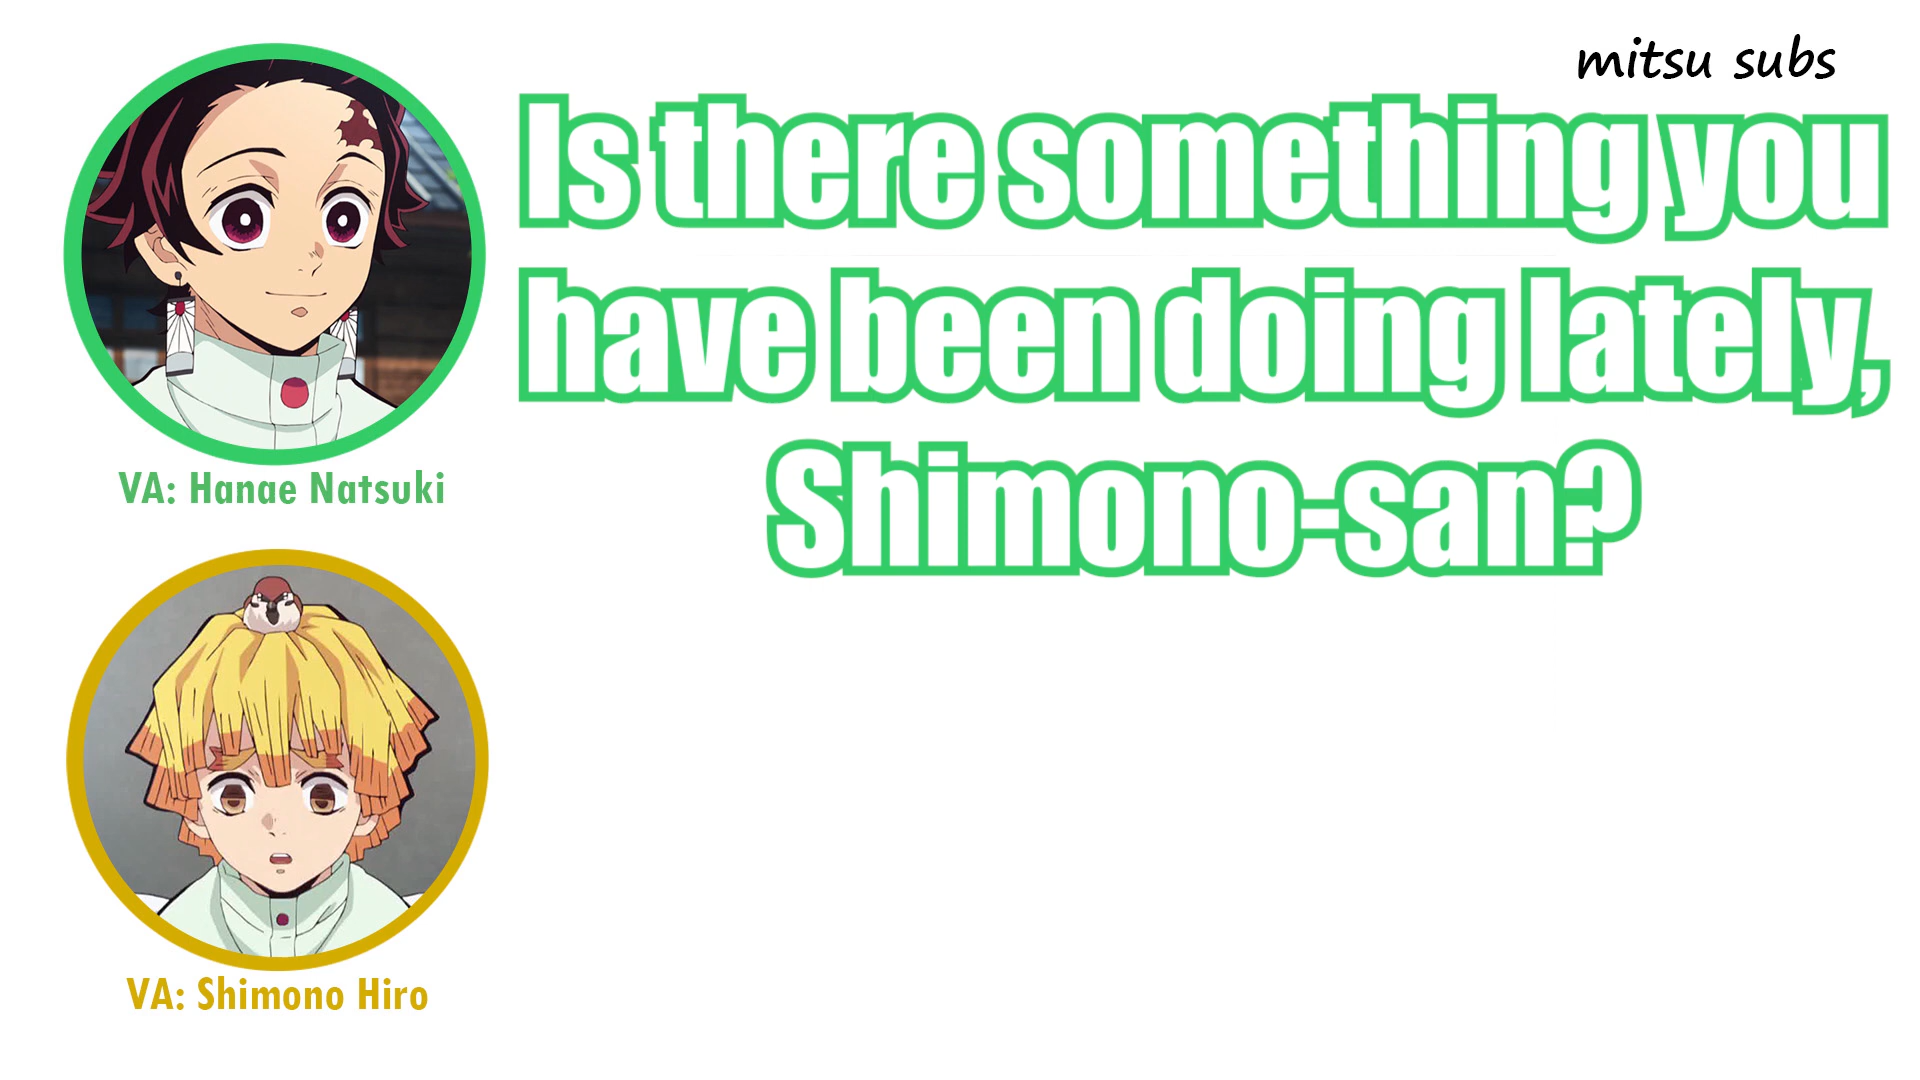 mitsu subs
Is there something you
have been doing lately,
Shimono-san?
VA: Hanae Natsuki
VA: Shimono Hiro